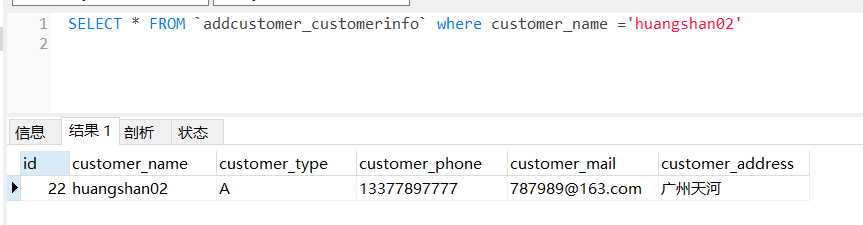 1 SELECT * FROM `addcustomer_customerinfo` where customer_name ='huangshan02'
2
信息 结果 1 剖析 状态
id customer_name customer_type customer_phone customer_mail customer_address
22 huangshan02 A 13377897777 787989@163.com 广州天河